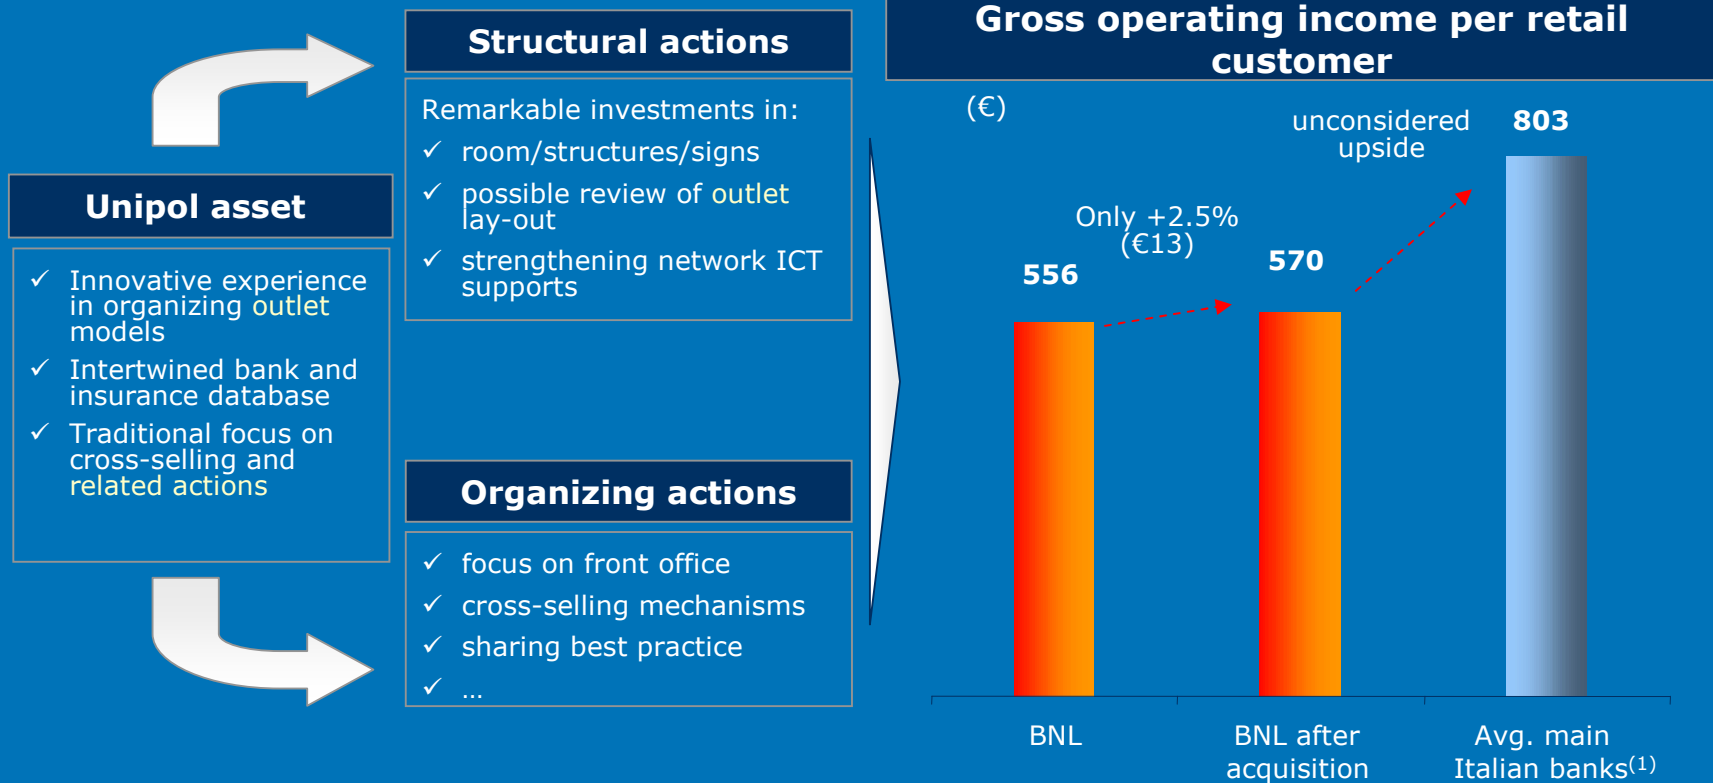 Unipol asset
✓ Innovative experience
in organizing outlet
models
✓ Intertwined bank and
insurance database
✓ Traditional focus on
cross-selling and
related actions
Structural actions
Remarkable investments in:
✓ room/structures/signs
✓ possible review of outlet
lay-out
✓ strengthening network ICT
supports
Organizing actions
✓ focus on front office
✓ cross-selling mechanisms
✓ sharing best practice
✓ …
Gross operating income per retail
customer
(€)
556
Only +2.5%
(€13)
570
unconsidered
upside
803
BNL
BNL after
acquisition
Avg. main
Italian banks(1)